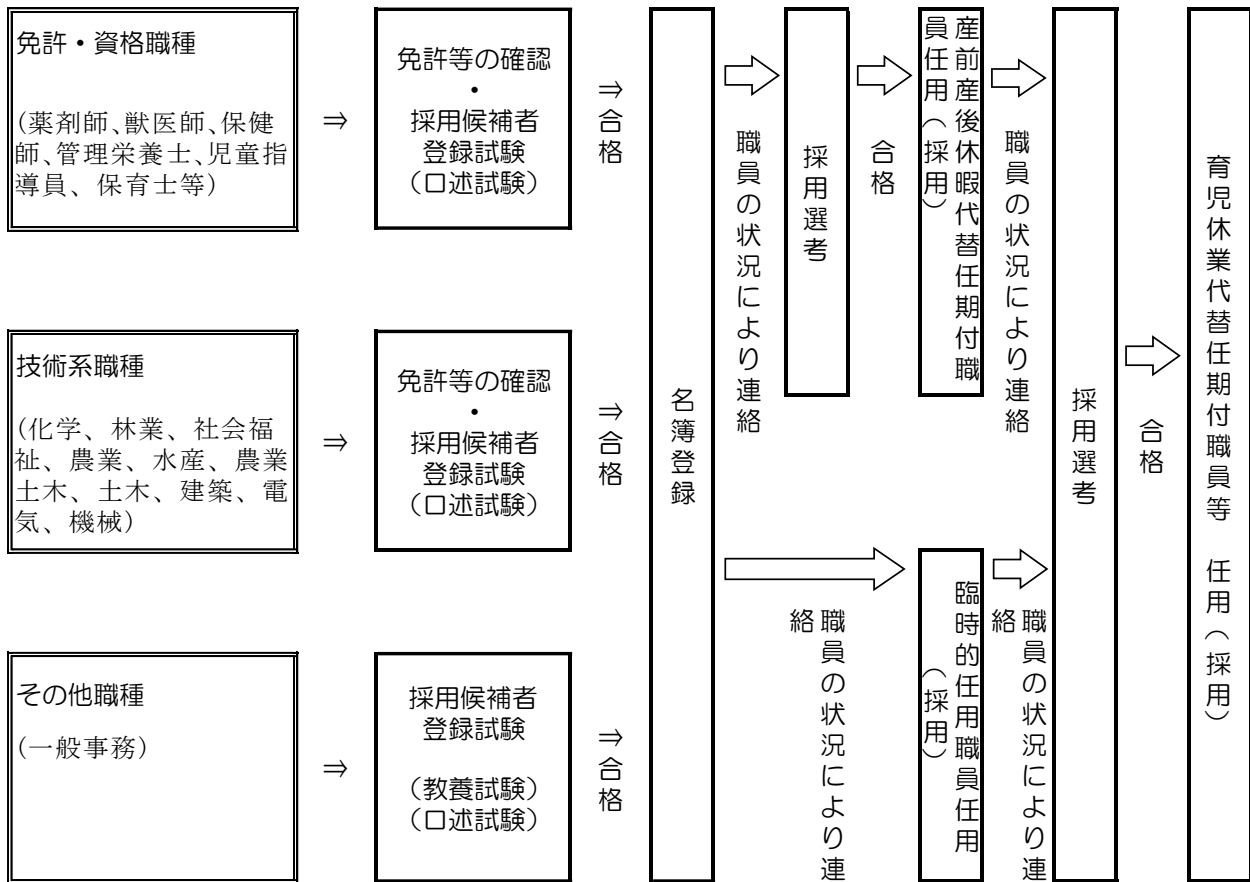 免許・資格職種
(薬剤師、獣医師、保健
師、管理栄養士、児童指
導員、保育士等)
⇒
免許等の確認
・
採用候補者
登録試験
（口述試験）
⇒合格
技術系職種
(化学、林業、社会福
祉、農業、水産、農業
土木、土木、建築、電
気、機械)
⇒
免許等の確認
・
採用候補者
登録試験
（口述試験）
⇒合格
その他職種
(一般事務)
⇒
採用候補者
登録試験
（教養試験）
（口述試験）
⇒合格
名簿登録
職員の状況により連絡
採用選考
合格
産前産後休暇代替任期付職
員任用（採用）
職員の状況により連絡
職員の状況により連
絡
臨時的任用職員任用
（採用）
職員の状況により連
絡
採用選考
合格
育児休業代替任期付職員等　任用（採用）